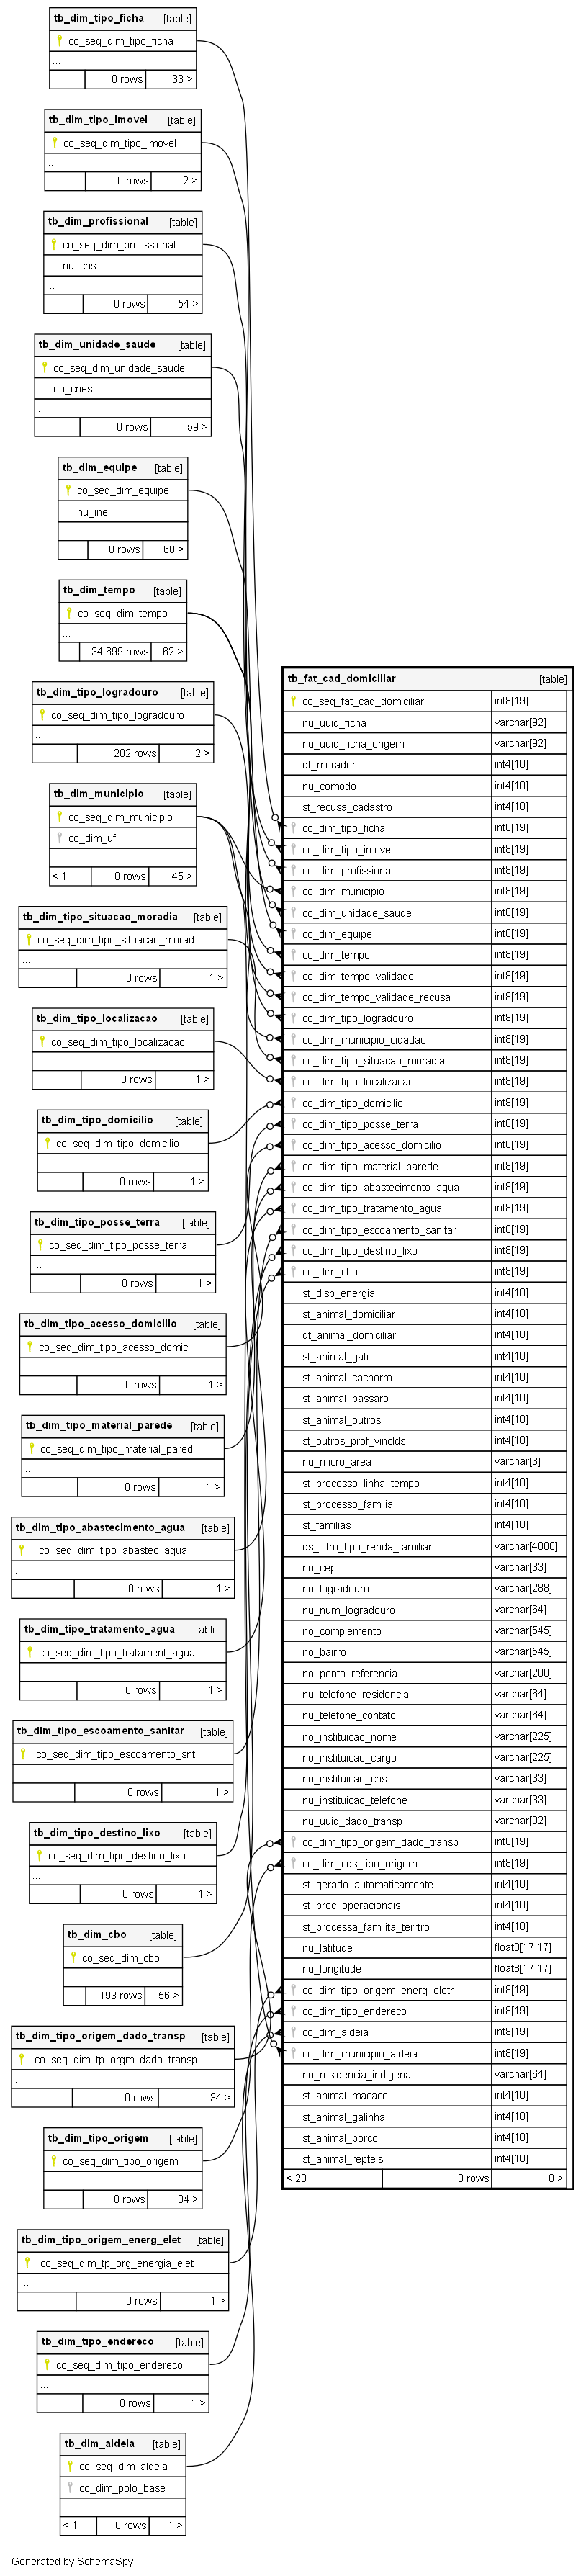 tb_dim_tipo_ficha [table]
co_seq_dim_tipo_ficha
...
0 rows 33 >
tb_dim_tipo_imovel [table]
co_seq_dim_tipo_imovel
...
0 rows 2 >
tb_dim_profissional [table]
co_seq_dim_profissional
nu_cns
...
0 rows 54 >
tb_dim_unidade_saude [table]
co_seq_dim_unidade_saude
nu_cnes
...
0 rows 59 >
tb_dim_equipe [table]
co_seq_dim_equipe
nu_ine
...
0 rows 60 >
tb_dim_tempo [table]
co_seq_dim_tempo
...
34.699 rows 62 >
tb_dim_tipo_logradouro [table]
co_seq_dim_tipo_logradouro
...
282 rows 2 >
tb_dim_municipio [table]
co_seq_dim_municipio
co_dim_uf
...
< 1 0 rows 45 >
tb_dim_tipo_situacao_moradia [table]
co_seq_dim_tipo_situacao_morad
...
0 rows 1 >
tb_dim_tipo_localizacao [table]
co_seq_dim_tipo_localizacao
...
0 rows 1 >
tb_dim_tipo_domicilio [table]
co_seq_dim_tipo_domicilio
...
0 rows 1 >
tb_dim_tipo_posse_terra [table]
co_seq_dim_tipo_posse_terra
...
0 rows 1 >
tb_dim_tipo_acesso_domicilio [table]
co_seq_dim_tipo_acesso_domicil
...
0 rows 1 >
tb_dim_tipo_material_parede [table]
co_seq_dim_tipo_material_pared
...
0 rows 1 >
tb_dim_tipo_abastecimento_agua [table]
co_seq_dim_tipo_abastec_agua
...
0 rows 1 >
tb_dim_tipo_tratamento_agua [table]
co_seq_dim_tipo_tratament_agua
...
0 rows 1 >
tb_dim_tipo_escoamento_sanitar [table]
co_seq_dim_tipo_escoamento_snt
...
0 rows 1 >
tb_dim_tipo_destino_lixo [table]
co_seq_dim_tipo_destino_lixo
...
0 rows 1 >
tb_dim_cbo [table]
co_seq_dim_cbo
...
193 rows 56 >
tb_dim_tipo_origem_dado_transp [table]
co_seq_dim_tp_orgm_dado_transp
...
0 rows 34 >
tb_dim_tipo_origem [table]
co_seq_dim_tipo_origem
...
0 rows 34 >
tb_dim_tipo_origem_energ_elet [table]
co_seq_dim_tp_org_energia_elet
...
0 rows 1 >
tb_dim_tipo_endereco [table]
co_seq_dim_tipo_endereco
...
0 rows 1 >
tb_dim_aldeia [table]
co_seq_dim_aldeia
co_dim_polo_base
...
< 1 0 rows 1 >
tb_fat_cad_domiciliar [table]
co_seq_fat_cad_domiciliar int8[19]
nu_uuid_ficha varchar[92]
nu_uuid_ficha_origem varchar[92]
qt_morador int4[10]
nu_comodo int4[10]
st_recusa_cadastro int4[10]
co_dim_tipo_ficha int8[19]
co_dim_tipo_imovel int8[19]
co_dim_profissional int8[19]
co_dim_municipio int8[19]
co_dim_unidade_saude int8[19]
co_dim_equipe int8[19]
co_dim_tempo int8[19]
co_dim_tempo_validade int8[19]
co_dim_tempo_validade_recusa int8[19]
co_dim_tipo_logradouro int8[19]
co_dim_municipio_cidadao int8[19]
co_dim_tipo_situacao_moradia int8[19]
co_dim_tipo_localizacao int8[19]
co_dim_tipo_domicilio int8[19]
co_dim_tipo_posse_terra int8[19]
co_dim_tipo_acesso_domicilio int8[19]
co_dim_tipo_material_parede int8[19]
co_dim_tipo_abastecimento_agua int8[19]
co_dim_tipo_tratamento_agua int8[19]
co_dim_tipo_escoamento_sanitar int8[19]
co_dim_tipo_destino_lixo int8[19]
co_dim_cbo int8[19]
st_disp_energia int4[10]
st_animal_domiciliar int4[10]
qt_animal_domiciliar int4[10]
st_animal_gato int4[10]
st_animal_cachorro int4[10]
st_animal_passaro int4[10]
st_animal_outros int4[10]
st_outros_prof_vinclds int4[10]
nu_micro_area varchar[3]
st_processo_linha_tempo int4[10]
st_processo_familia int4[10]
st_familias int4[10]
ds_filtro_tipo_renda_familiar varchar[4000]
nu_cep varchar[33]
no_logradouro varchar[288]
nu_num_logradouro varchar[64]
no_complemento varchar[545]
no_bairro varchar[545]
no_ponto_referencia varchar[200]
nu_telefone_residencia varchar[64]
nu_telefone_contato varchar[64]
no_instituicao_nome varchar[225]
no_instituicao_cargo varchar[225]
nu_instituicao_cns varchar[33]
nu_instituicao_telefone varchar[33]
nu_uuid_dado_transp varchar[92]
co_dim_tipo_origem_dado_transp int8[19]
co_dim_cds_tipo_origem int8[19]
st_gerado_automaticamente int4[10]
st_proc_operacionais int4[10]
st_processa_familita_terrtro int4[10]
nu_latitude float8[17,17]
nu_longitude float8[17,17]
co_dim_tipo_origem_energ_eletr int8[19]
co_dim_tipo_endereco int8[19]
co_dim_aldeia int8[19]
co_dim_municipio_aldeia int8[19]
nu_residencia_indigena varchar[64]
st_animal_macaco int4[10]
st_animal_galinha int4[10]
st_animal_porco int4[10]
st_animal_repteis int4[10]
< 28 0 rows 0 >
Generated by SchemaSpy